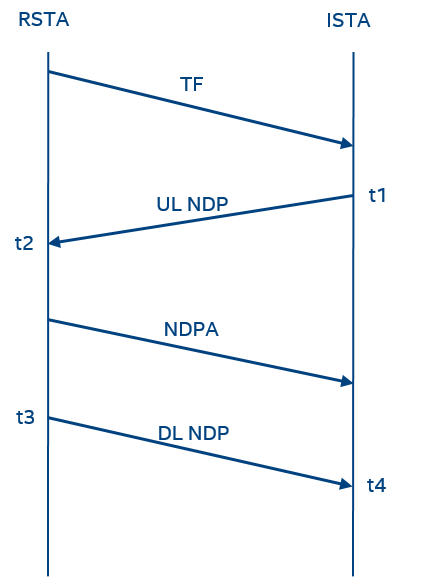 RSTA
ISTA
TF
t1
UL NDP
t2
NDPA
t3
DL NDP
t4